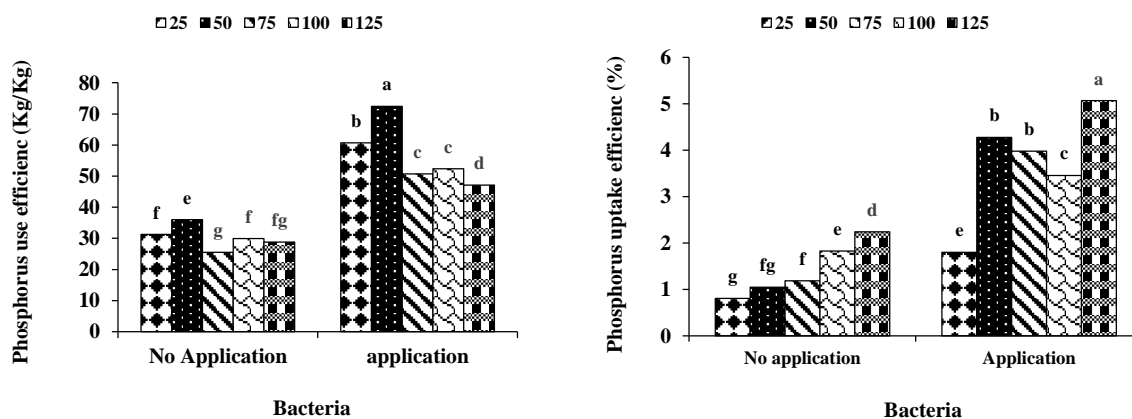 25 50 75 100 125
Phosphorus use efficienc (Kg/Kg)
80
70
60
50
40
30
20
10
0
f e g f fg
b a c c d
No Application application
Bacteria
25 50 75 100 125
Phosphorus uptake efficienc (%)
6
5
4
3
2
1
0
g fg f e d
e b b c a
No application Application
Bacteria